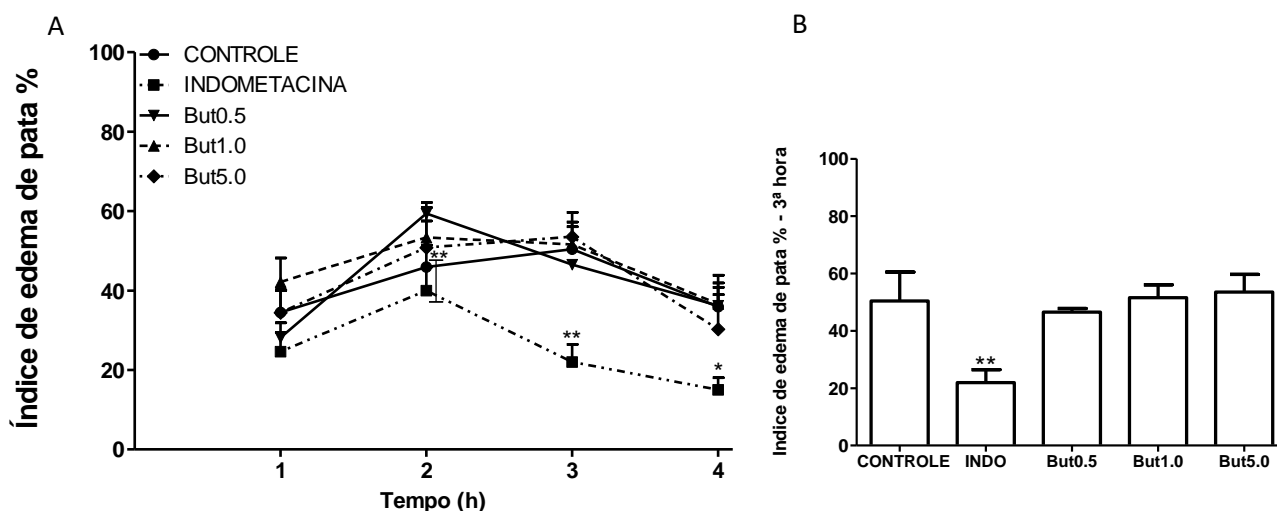 A
Índice de edema de pata %
100
80
60
40
20
0
CONTROLE
INDOMETACINA
But0.5
But1.0
But5.0
**
**
*
1
2
3
4
Tempo (h)
B
Indice de edema de pata % - 3ª hora
100
80
60
40
20
0
**
CONTROLE
INDO
But0.5
But1.0
But5.0